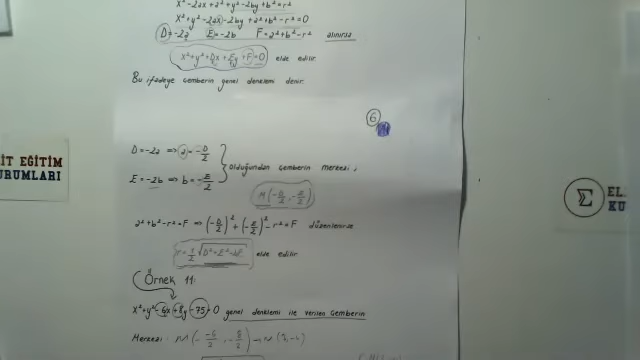 x²-2ax+a²+y²-2by+b²=r²
x²+y²-2ax-2by+a²+b²-r²=0
D=-2a E=-2b F=a²+b²-r² alınırsa
x²+y²+Dx+Ey+F=0 elde edilir
Bu ifadeye çemberin genel denklemi denir.
6
D=-2a ⇒ a=-D/2
E=-2b ⇒ b=-E/2
olduğundan çemberin merkezi;
M(-D/2,-E/2)
a²+b²-r²=F ⇒ (-D/2)²+(-E/2)²-r²=F düzenlenirse
r=1/2√D²+E²-4F elde edilir
Örnek 11:
x²+y²-6x+8y-75=0 genel denklemi ile verilen çemberin
Merkezi: M(-
İT EĞİTİM
URUMLARI
EL
KU